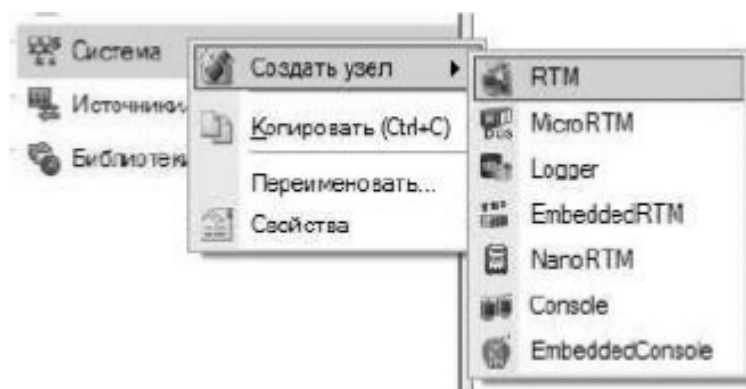 Система
Источники
Библиотеки
Создать узел
Копировать (Ctrl+C)
Переименовать...
Свойства
RTM
MicroRTM
Logger
EmbeddedRTM
NanoRTM
Console
EmbeddedConsole